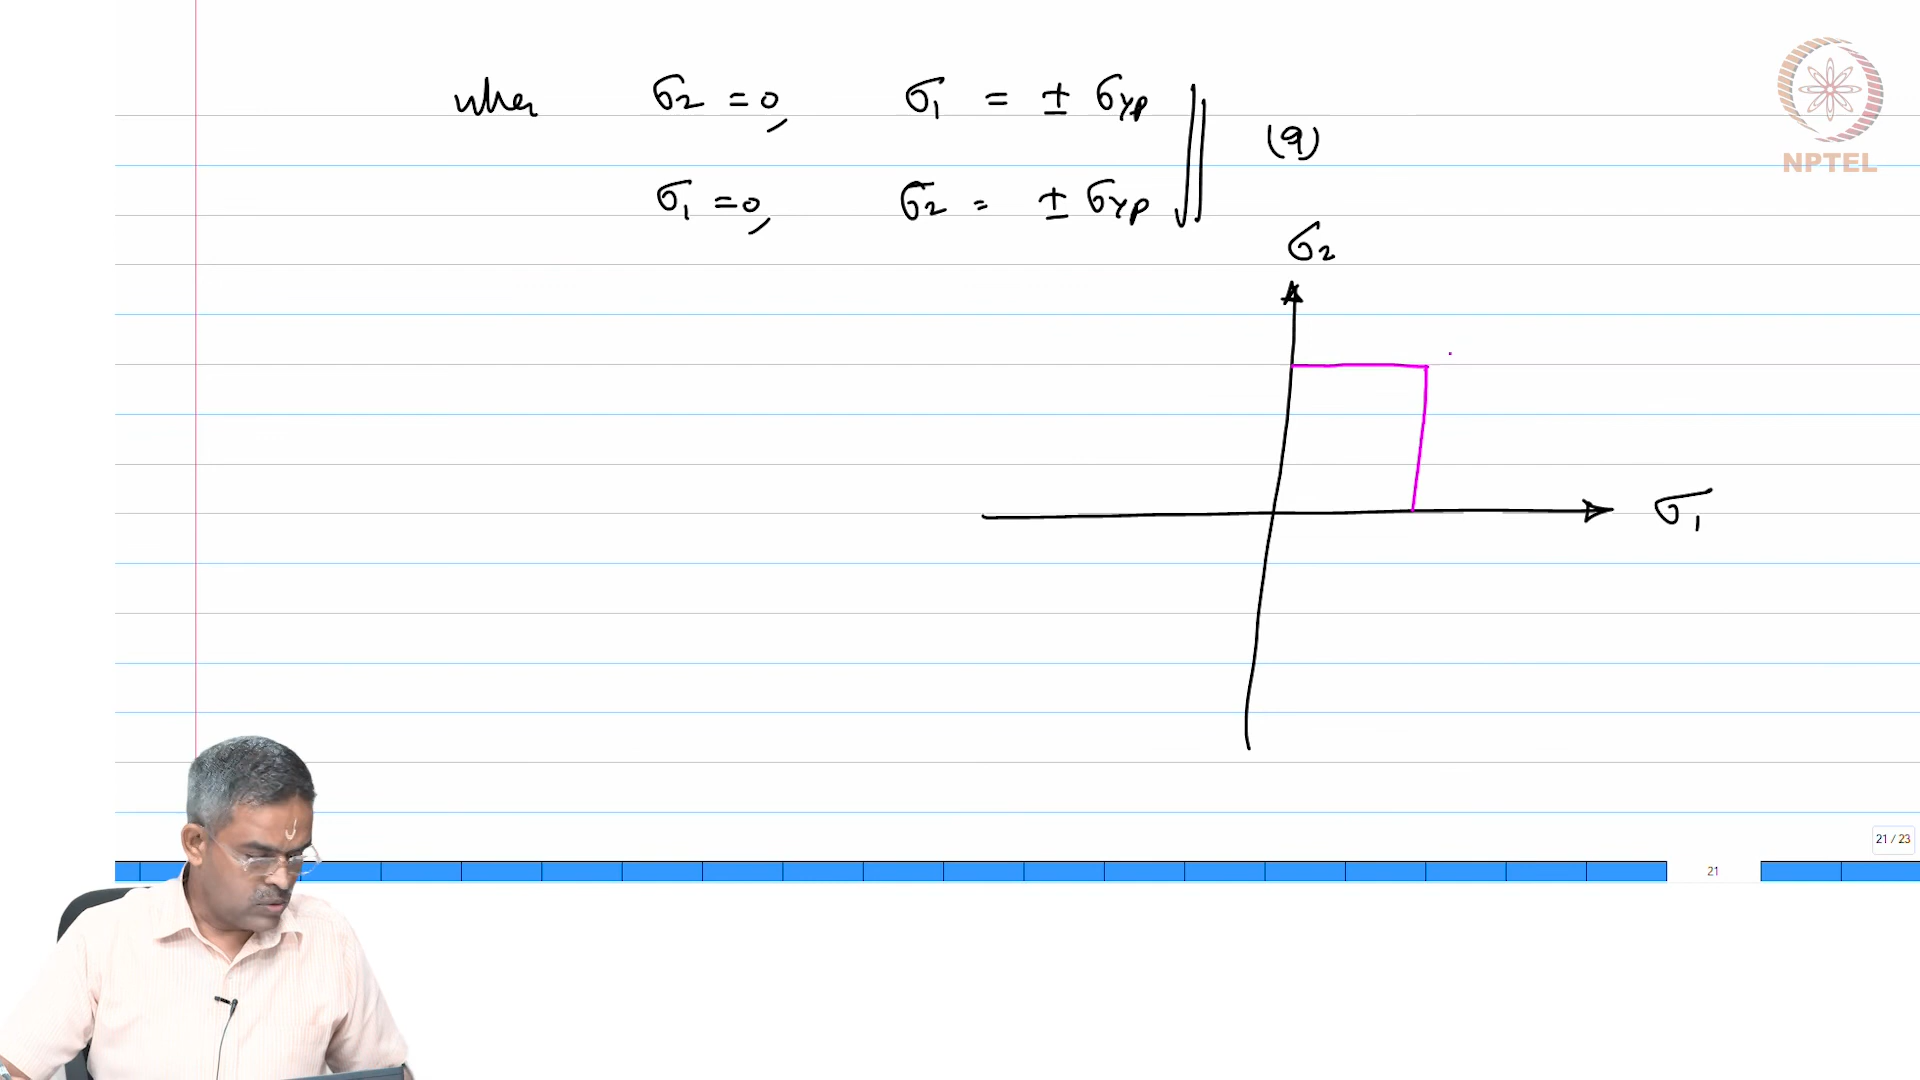 when σ2 = 0, σ1 = ± σyp
σ1 = 0, σ2 = ± σyp
(9)
σ2
σ1
NPTEL
21 / 23
21